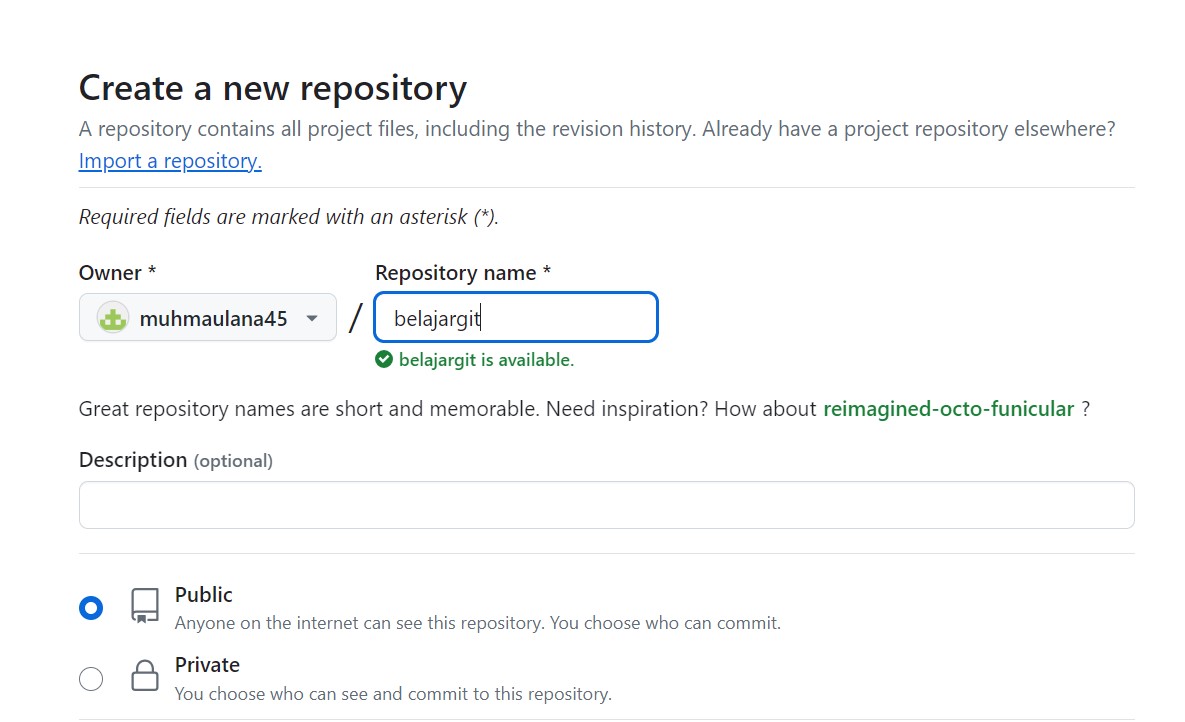 Create a new repository
A repository contains all project files, including the revision history. Already have a project repository elsewhere?
Import a repository.
Required fields are marked with an asterisk (*).
Owner *
Repository name *
muhmaulana45
/
belajargit
belajargit is available.
Great repository names are short and memorable. Need inspiration? How about reimagined-octo-funicular ?
Description (optional)
Public
Anyone on the internet can see this repository. You choose who can commit.
Private
You choose who can see and commit to this repository.